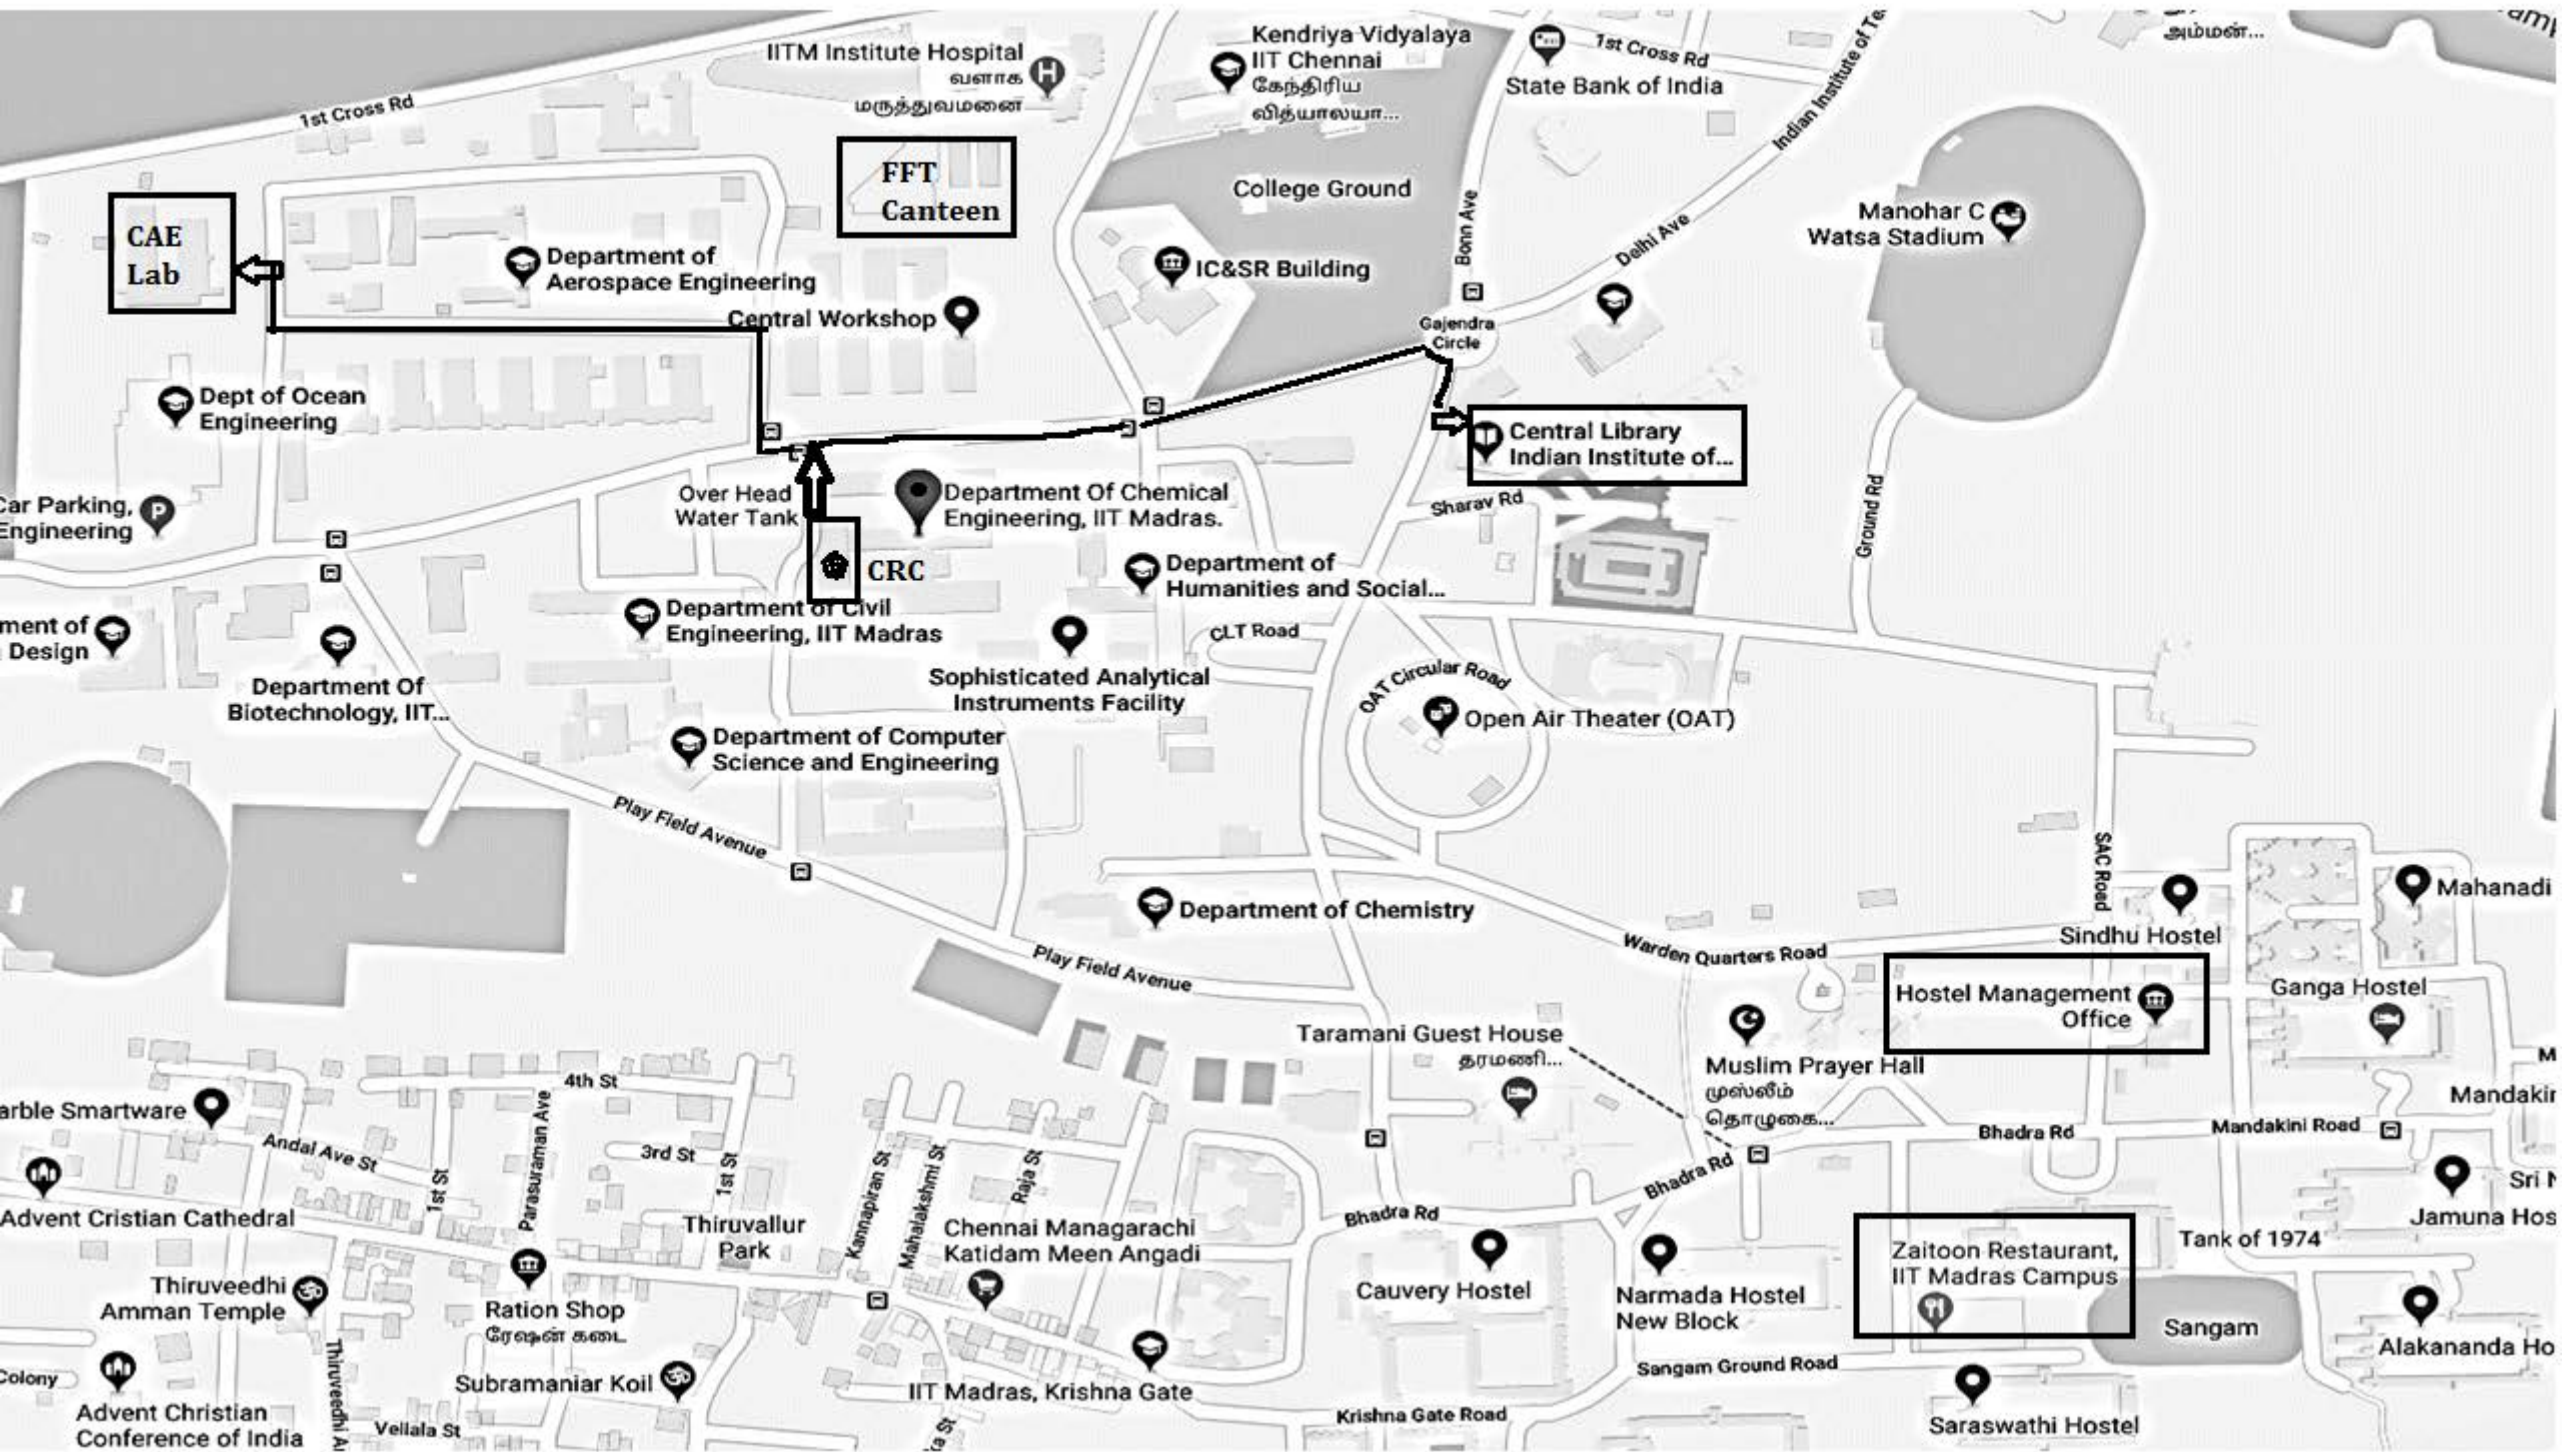 IITM Institute Hospital
வளாக
மருத்துவமனை
Kendriya Vidyalaya
IIT Chennai
கேந்திரிய
வித்யாலயா...
State Bank of India
1st Cross Rd
Indian Institute of Te
அம்மன்...
1st Cross Rd
FFT
Canteen
College Ground
Bonn Ave
Delhi Ave
Manohar C
Watsa Stadium
CAE
Lab
Department of
Aerospace Engineering
IC&SR Building
Central Workshop
Gajendra
Circle
Dept of Ocean
Engineering
Central Library
Indian Institute of...
Car Parking,
Engineering
Over Head
Water Tank
Department Of Chemical
Engineering, IIT Madras.
Sharav Rd
Ground Rd
CRC
Department of
Humanities and Social...
Department of Civil
Engineering, IIT Madras
ment of
Design
CLT Road
Department Of
Biotechnology, IIT...
Sophisticated Analytical
Instruments Facility
OAT Circular Road
Open Air Theater (OAT)
Department of Computer
Science and Engineering
Play Field Avenue
SAC Road
Mahanadi
Department of Chemistry
Play Field Avenue
Warden Quarters Road
Sindhu Hostel
Hostel Management
Office
Ganga Hostel
Taramani Guest House
தரமணி...
Muslim Prayer Hall
முஸ்லீம்
தொழுகை...
M
Mandakin
4th St
arble Smartware
Andal Ave St
1st St
Parasuraman Ave
3rd St
1st St
Kannapiran St
Mahalakshmi St
Raja St
Bhadra Rd
Bhadra Rd
Bhadra Rd
Mandakini Road
Sri
Jamuna Hos
Advent Cristian Cathedral
Thiruvallur
Park
Chennai Managarachi
Katidam Meen Angadi
Cauvery Hostel
Narmada Hostel
New Block
Zaitoon Restaurant,
IIT Madras Campus
Tank of 1974
Sangam
Alakananda Ho
Thiruveedhi
Amman Temple
Ration Shop
ரேஷன் கடை
Subramaniar Koil
IIT Madras, Krishna Gate
Sangam Ground Road
Saraswathi Hostel
Krishna Gate Road
Colony
Advent Christian
Conference of India
Thiruveedhi A
Vellala St